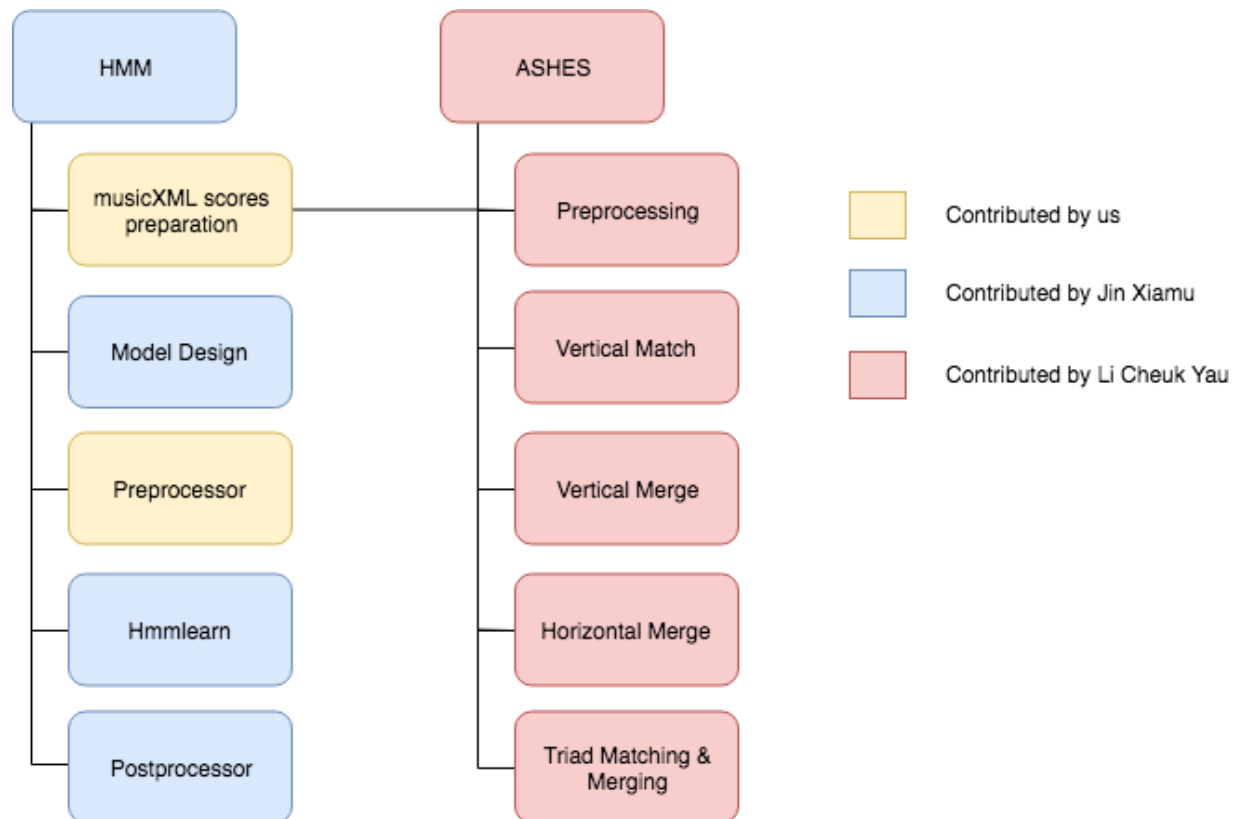 HMM
ASHES
musicXML scores
preparation
Preprocessing
Contributed by us
Model Design
Vertical Match
Contributed by Jin Xiamu
Contributed by Li Cheuk Yau
Preprocessor
Vertical Merge
Hmmlearn
Horizontal Merge
Postprocessor
Triad Matching &
Merging